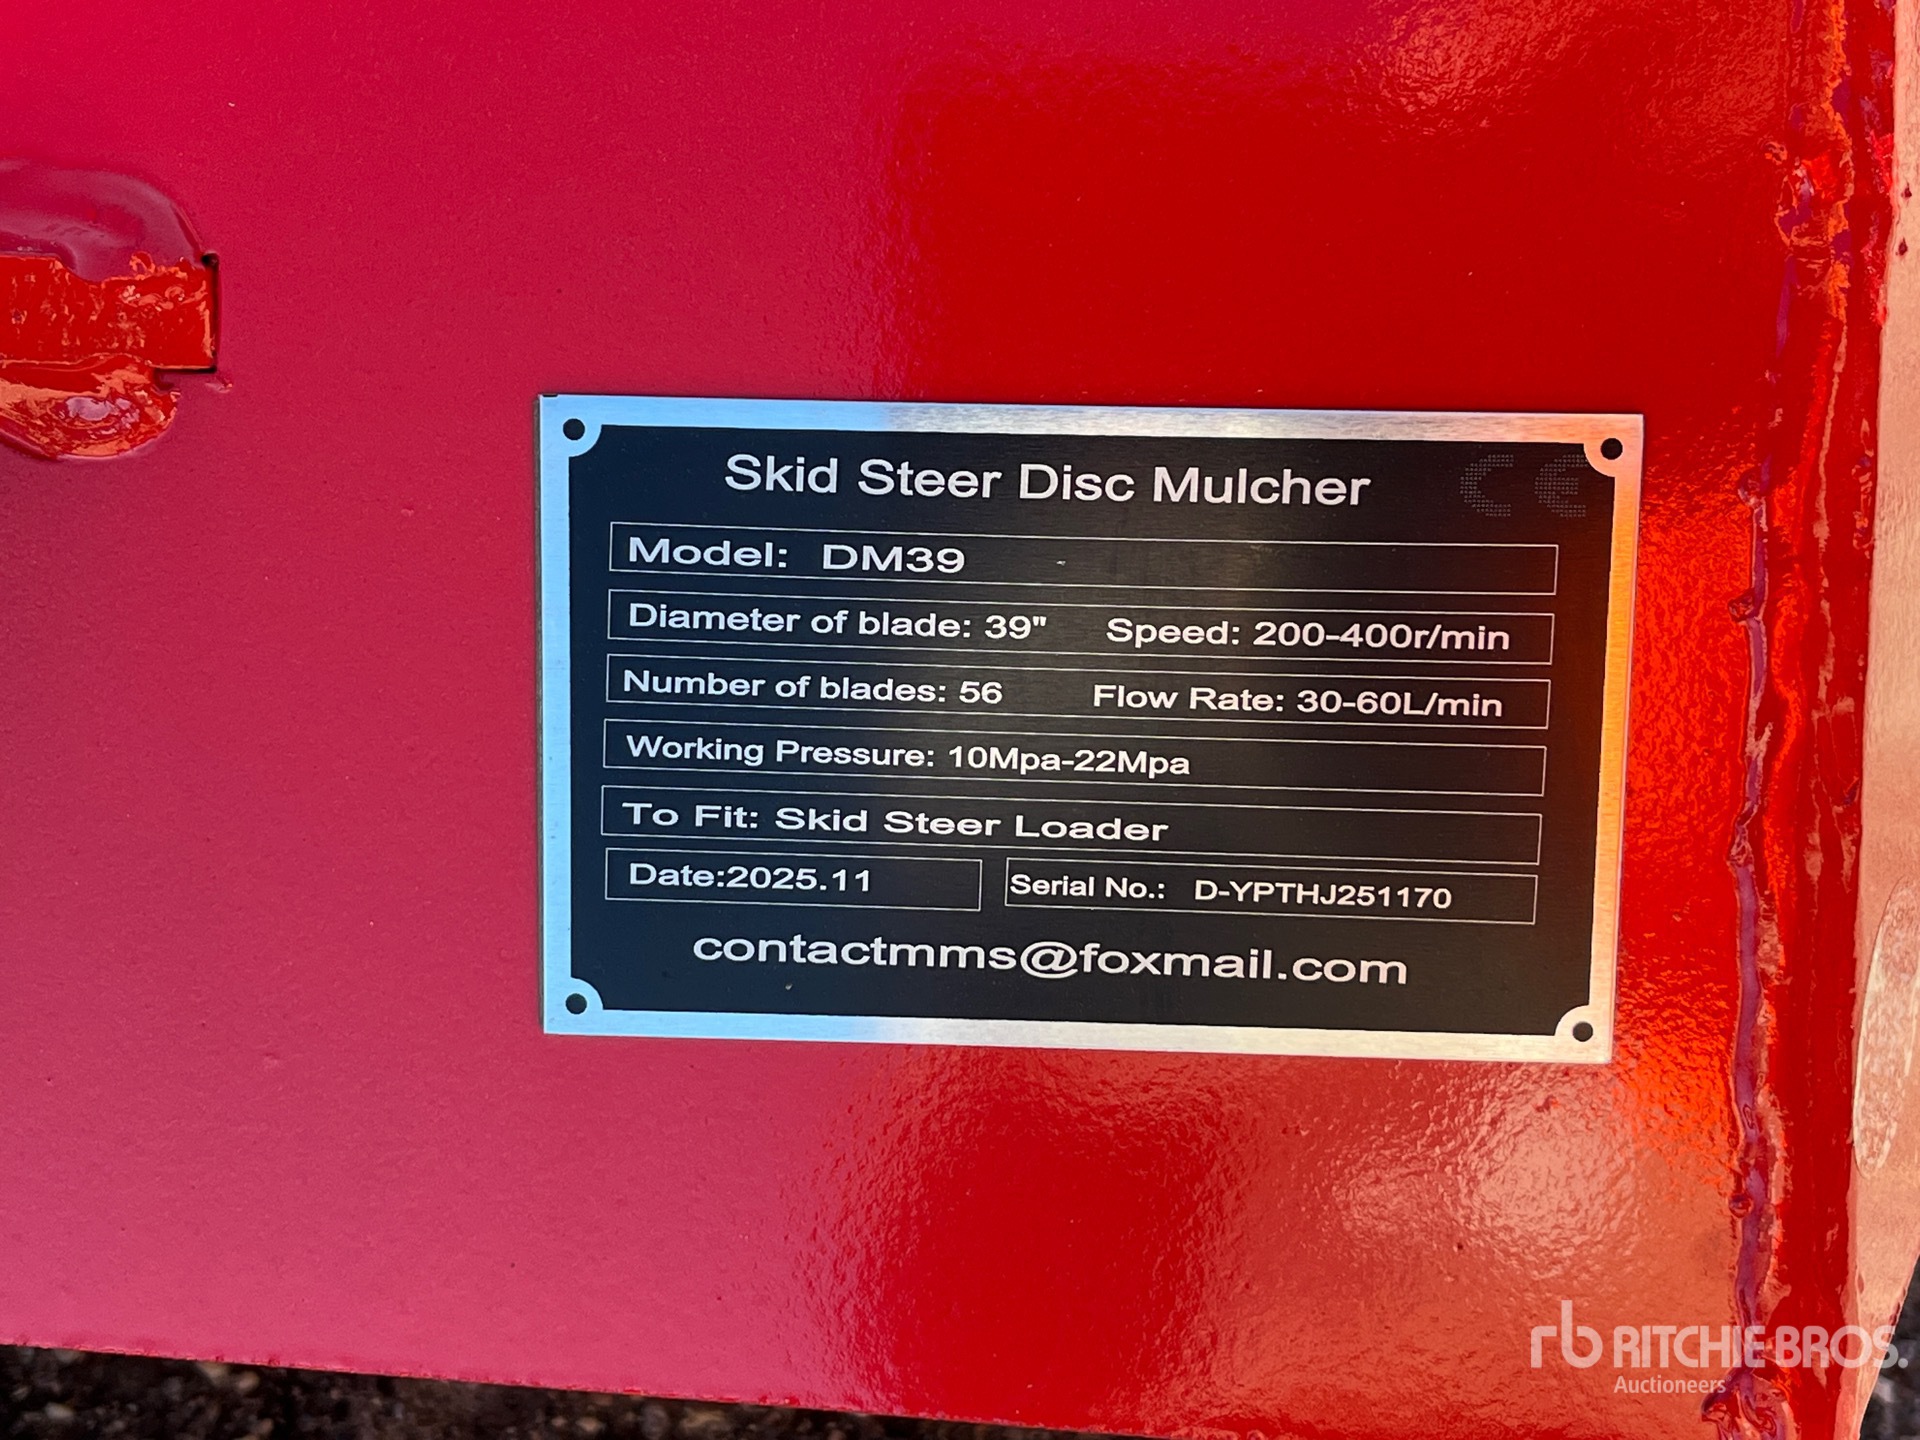 Skid Steer Disc Mulcher CE
Model: DM39
Diameter of blade: 39" Speed: 200-400r/min
Number of blades: 56 Flow Rate: 30-60L/min
Working Pressure: 10Mpa-22Mpa
To Fit: Skid Steer Loader
Date:2025.11 Serial No.: D-YPTHJ251170
contactmms@foxmail.com
rb RITCHIE BROS.
Auctioneers